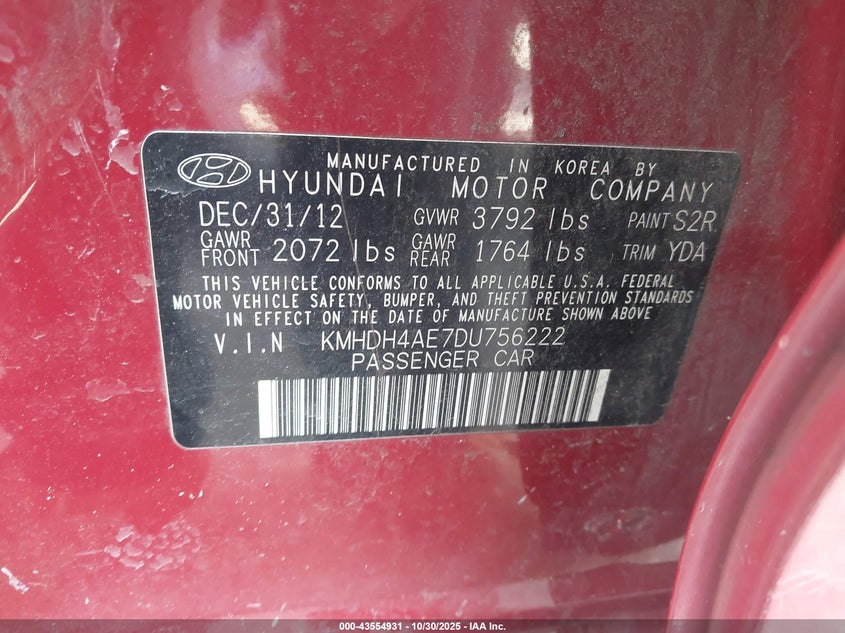 MANUFACTURED IN KOREA BY
HYUNDAI MOTOR COMPANY
DEC/31/12 GVWR 3792 lbs PAINT S2R
GAWR FRONT 2072 lbs GAWR REAR 1764 lbs TRIM YDA
THIS VEHICLE CONFORMS TO ALL APPLICABLE U.S.A. FEDERAL
MOTOR VEHICLE SAFETY, BUMPER, AND THEFT PREVENTION STANDARDS
IN EFFECT ON THE DATE OF MANUFACTURE SHOWN ABOVE
V.I.N KMHDH4AE7DU756222
PASSENGER CAR
000-43554931 - 10/30/2025 - IAA Inc.